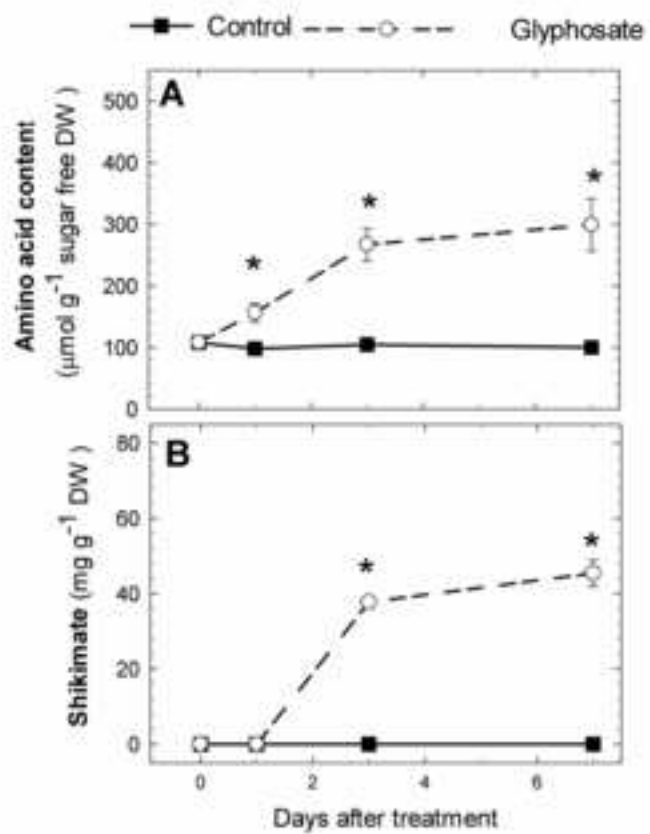 Control Glyphosate
A
500
400
300
200
100
0
Amino acid content
(µmol g⁻¹ sugar free DW )
*
*
*
B
80
60
40
20
0
Shikimate (mg g⁻¹ DW )
*
*
0 2 4 6
Days after treatment